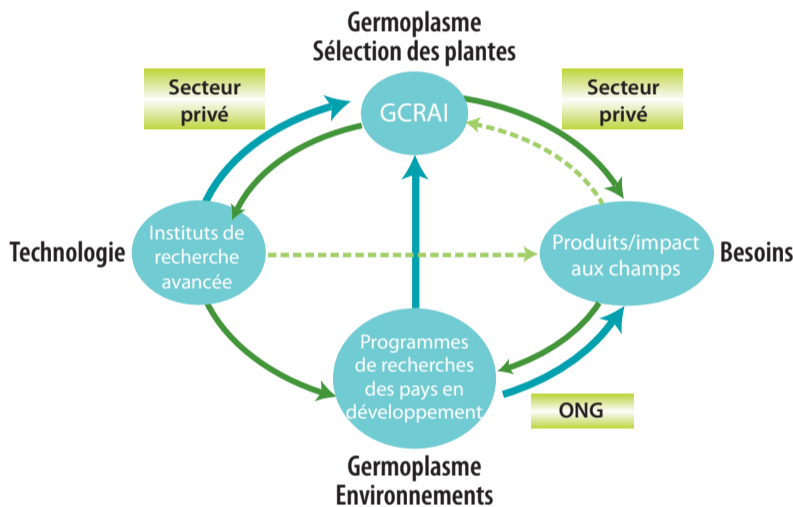 Germoplasme
Sélection des plantes
Secteur
privé
GCRAI
Secteur
privé
Technologie
Instituts de
recherche
avancée
Produits/impact
aux champs
Besoins
Programmes
de recherches
des pays en
développement
ONG
Germoplasme
Environnements